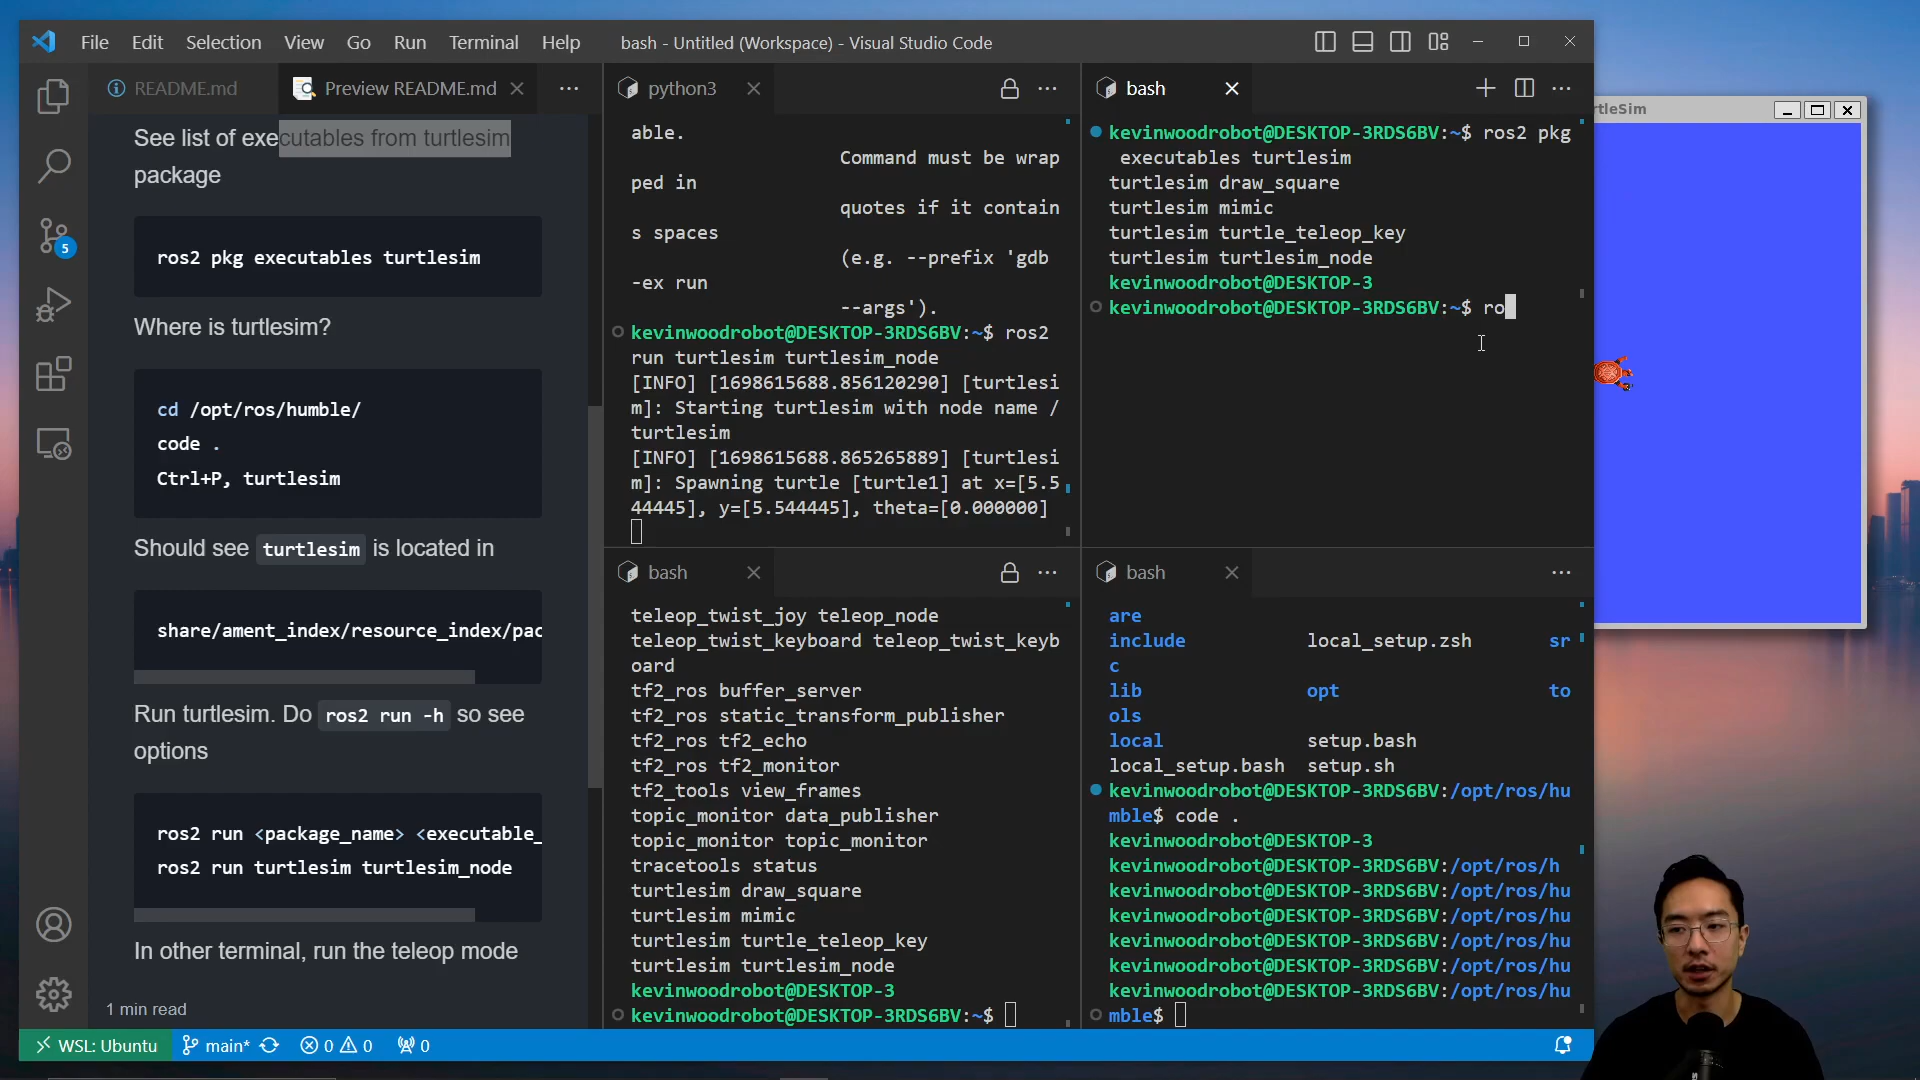 File Edit Selection View Go Run Terminal Help bash - Untitled (Workspace) - Visual Studio Code
README.md Preview README.md
See list of executables from turtlesim
package
ros2 pkg executables turtlesim
Where is turtlesim?
cd /opt/ros/humble/
code .
Ctrl+P, turtlesim
Should see turtlesim is located in
share/ament_index/resource_index/pac
Run turtlesim. Do ros2 run -h so see
options
ros2 run <package_name> <executable_
ros2 run turtlesim turtlesim_node
In other terminal, run the teleop mode
1 min read
python3
able.
Command must be wrap
ped in
quotes if it contain
s spaces
(e.g. --prefix 'gdb
-ex run
--args').
kevinwoodrobot@DESKTOP-3RDS6BV:~$ ros2
run turtlesim turtlesim_node
[INFO] [1698615688.856120290] [turtlesi
m]: Starting turtlesim with node name /
turtlesim
[INFO] [1698615688.865265889] [turtlesi
m]: Spawning turtle [turtle1] at x=[5.5
44445], y=[5.544445], theta=[0.000000]
bash
kevinwoodrobot@DESKTOP-3RDS6BV:~$ ros2 pkg
executables turtlesim
turtlesim draw_square
turtlesim mimic
turtlesim turtle_teleop_key
turtlesim turtlesim_node
kevinwoodrobot@DESKTOP-3
kevinwoodrobot@DESKTOP-3RDS6BV:~$ ro
bash
teleop_twist_joy teleop_node
teleop_twist_keyboard teleop_twist_keyb
oard
tf2_ros buffer_server
tf2_ros static_transform_publisher
tf2_ros tf2_echo
tf2_ros tf2_monitor
tf2_tools view_frames
topic_monitor data_publisher
topic_monitor topic_monitor
tracetools status
turtlesim draw_square
turtlesim mimic
turtlesim turtle_teleop_key
turtlesim turtlesim_node
kevinwoodrobot@DESKTOP-3
kevinwoodrobot@DESKTOP-3RDS6BV:~$
bash
are
include local_setup.zsh sr
c
lib opt to
ols
local setup.bash
local_setup.bash setup.sh
kevinwoodrobot@DESKTOP-3RDS6BV:/opt/ros/hu
mble$ code .
kevinwoodrobot@DESKTOP-3
kevinwoodrobot@DESKTOP-3RDS6BV:/opt/ros/h
kevinwoodrobot@DESKTOP-3RDS6BV:/opt/ros/hu
kevinwoodrobot@DESKTOP-3RDS6BV:/opt/ros/hu
kevinwoodrobot@DESKTOP-3RDS6BV:/opt/ros/hu
kevinwoodrobot@DESKTOP-3RDS6BV:/opt/ros/hu
kevinwoodrobot@DESKTOP-3RDS6BV:/opt/ros/hu
mble$
rtleSim
5
WSL: Ubuntu main* 0 0 0